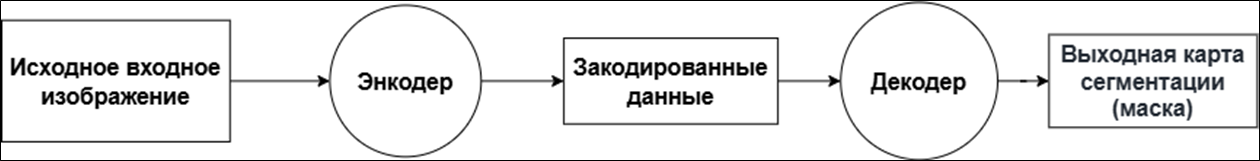 Исходное входное
изображение
Энкодер
Закодированные
данные
Декодер
Выходная карта
сегментации
(маска)